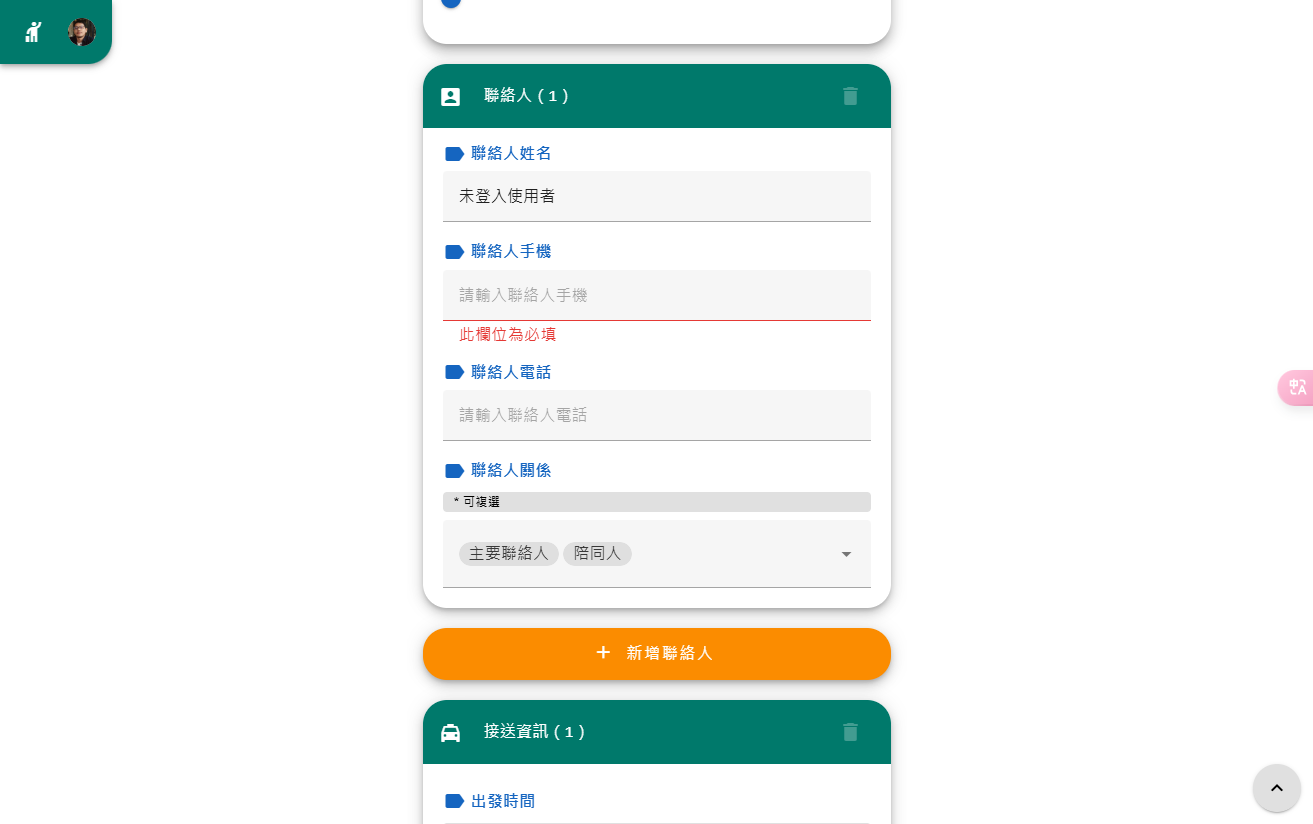 聯絡人 ( 1 )
聯絡人姓名
未登入使用者
聯絡人手機
請輸入聯絡人手機
此欄位為必填
聯絡人電話
請輸入聯絡人電話
聯絡人關係
* 可複選
主要聯絡人 陪同人
+ 新增聯絡人
接送資訊 ( 1 )
出發時間
中A